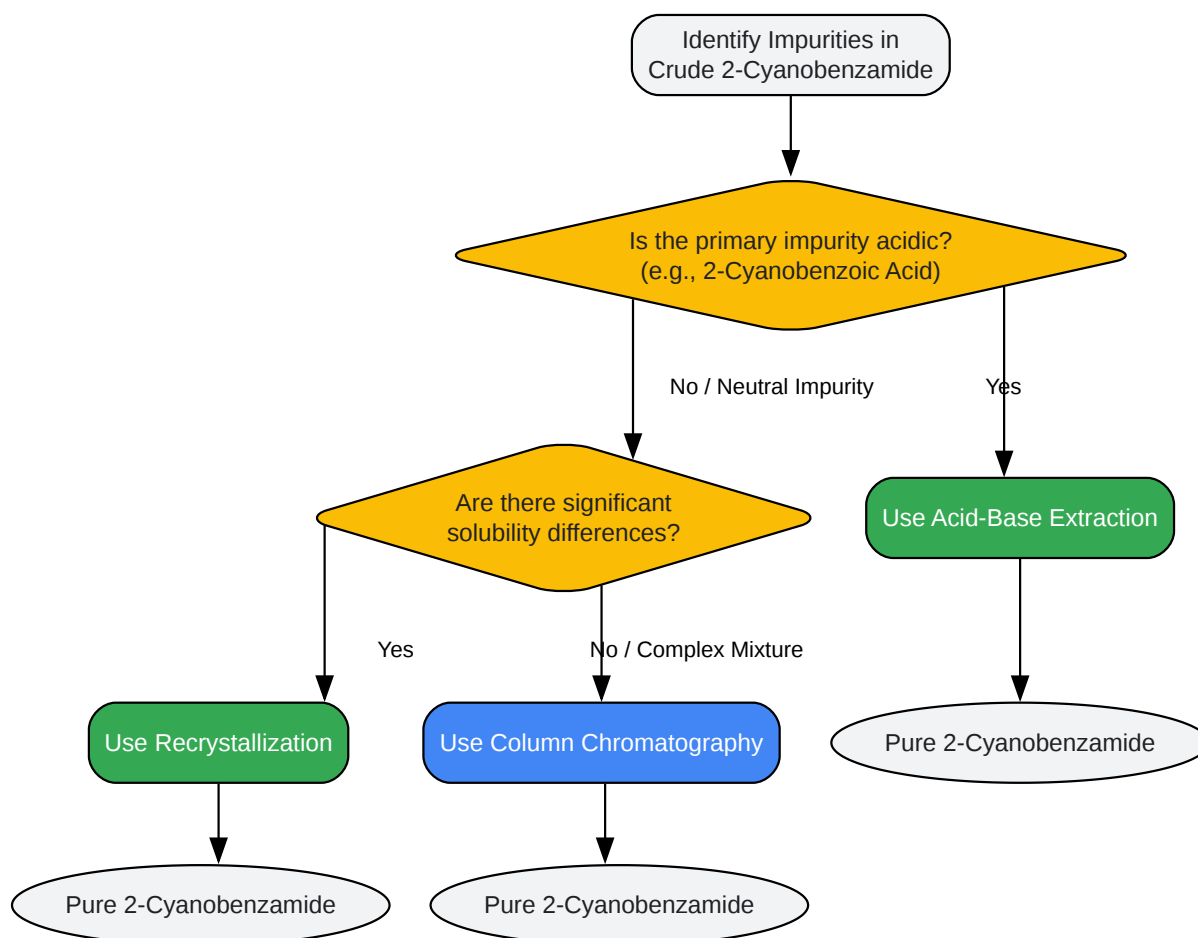 Identify Impurities in
Crude 2-Cyanobenzamide
Is the primary impurity acidic?
(e.g., 2-Cyanobenzoic Acid)
No / Neutral Impurity
Yes
Are there significant
solubility differences?
Use Acid-Base Extraction
Yes
No / Complex Mixture
Use Recrystallization
Use Column Chromatography
Pure 2-Cyanobenzamide
Pure 2-Cyanobenzamide
Pure 2-Cyanobenzamide